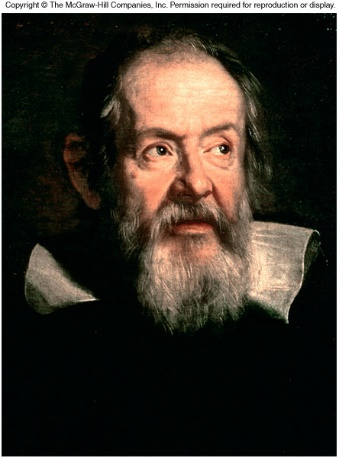 Copyright © The McGraw-Hill Companies, Inc. Permission required for reproduction or display.